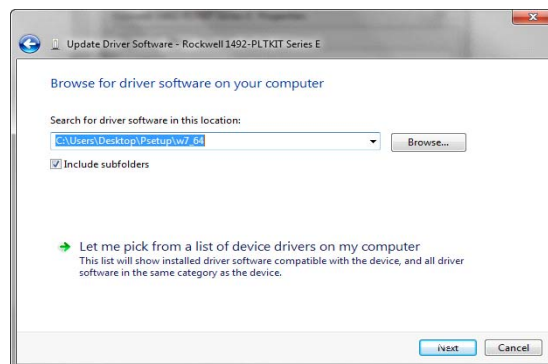 Update Driver Software - Rockwell 1492-PLTKIT Series E
Browse for driver software on your computer
Search for driver software in this location:
C:\Users\Desktop\Psetup\w7_64
Browse...
Include subfolders
Let me pick from a list of device drivers on my computer
This list will show installed driver software compatible with the device, and all driver
software in the same category as the device.
Next
Cancel